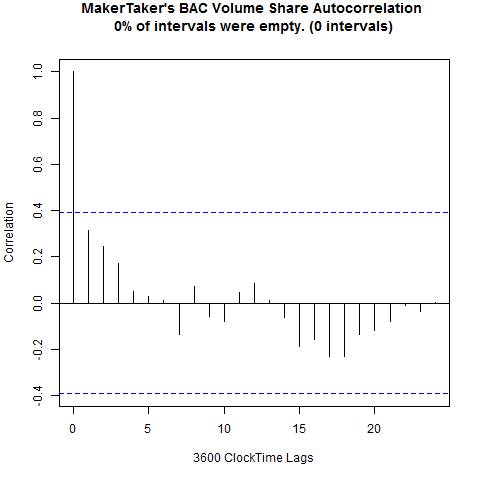 MakerTaker's BAC Volume Share Autocorrelation
0% of intervals were empty. (0 intervals)
1.0
0.8
0.6
0.4
0.2
0.0
-0.2
-0.4
Correlation
0 5 10 15 20
3600 ClockTime Lags